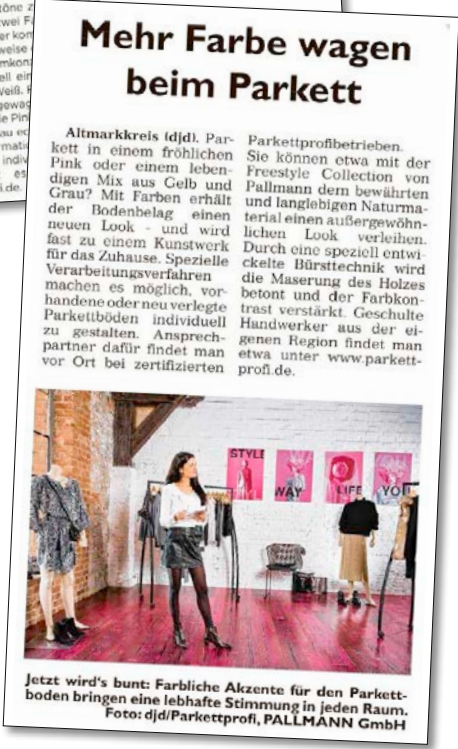 Mehr Farbe wagen
beim Parkett
Altmarkkreis (djd). Par-
kett in einem fröhlichen
Pink oder einem leben-
digen Mix aus Gelb und
Grau? Mit Farben erhält
der Bodenbelag einen
neuen Look - und wird
fast zu einem Kunstwerk
für das Zuhause. Spezielle
Verarbeitungsverfahren
machen es möglich, vor-
handene oder neu verlegte
Parkettböden individuell
zu gestalten. Ansprech-
partner dafür findet man
vor Ort bei zertifizierten
Parkettprofibetrieben.
Sie können etwa mit der
Freestyle Collection von
Pallmann dem bewährten
und langlebigen Naturma-
terial einen außergewöhn-
lichen Look verleihen.
Durch eine speziell entwi-
ckelte Bürsttechnik wird
die Maserung des Holzes
betont und der Farbkon-
trast verstärkt. Geschulte
Handwerker aus der ei-
genen Region findet man
etwa unter www.parkett-
profi.de.
STYLE
WAY
LIFE
YOU
Jetzt wird's bunt: Farbliche Akzente für den Parkett-
boden bringen eine lebhafte Stimmung in jeden Raum.
Foto: djd/Parkettprofi, PALLMANN GmbH